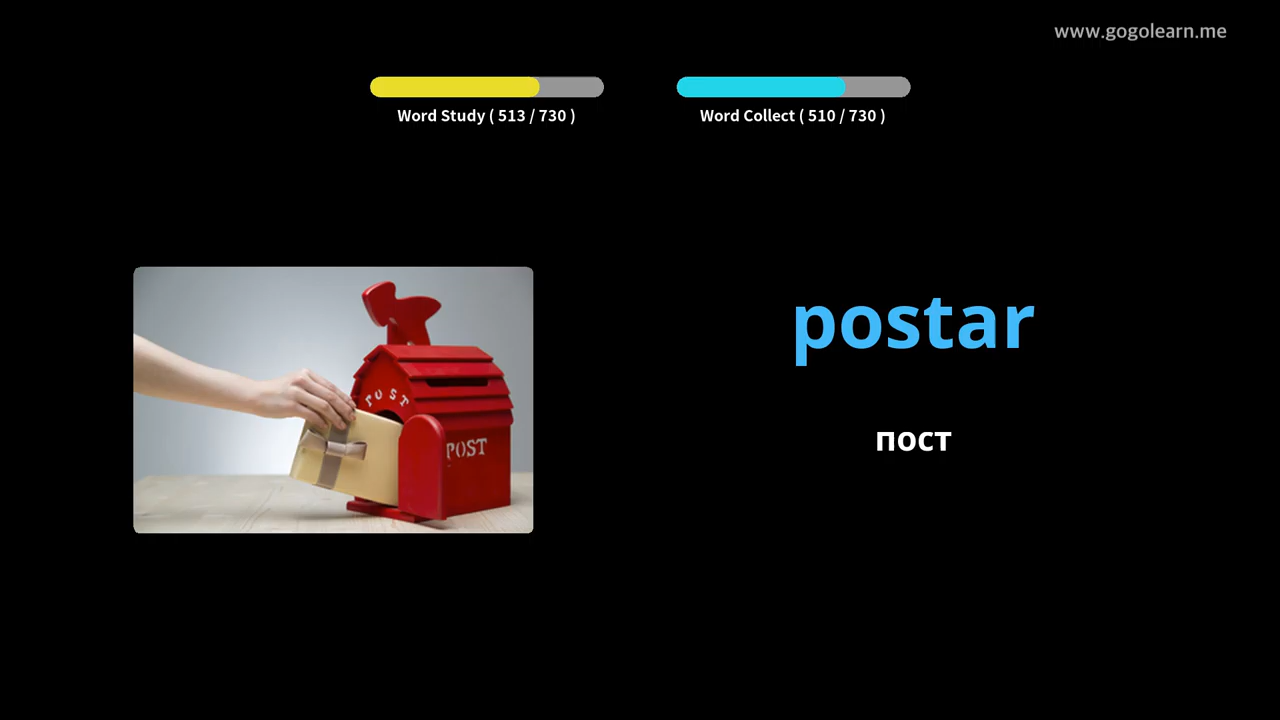 www.gogolearn.me
Word Study ( 513 / 730 )
Word Collect ( 510 / 730 )
postar
POST
POST
пост